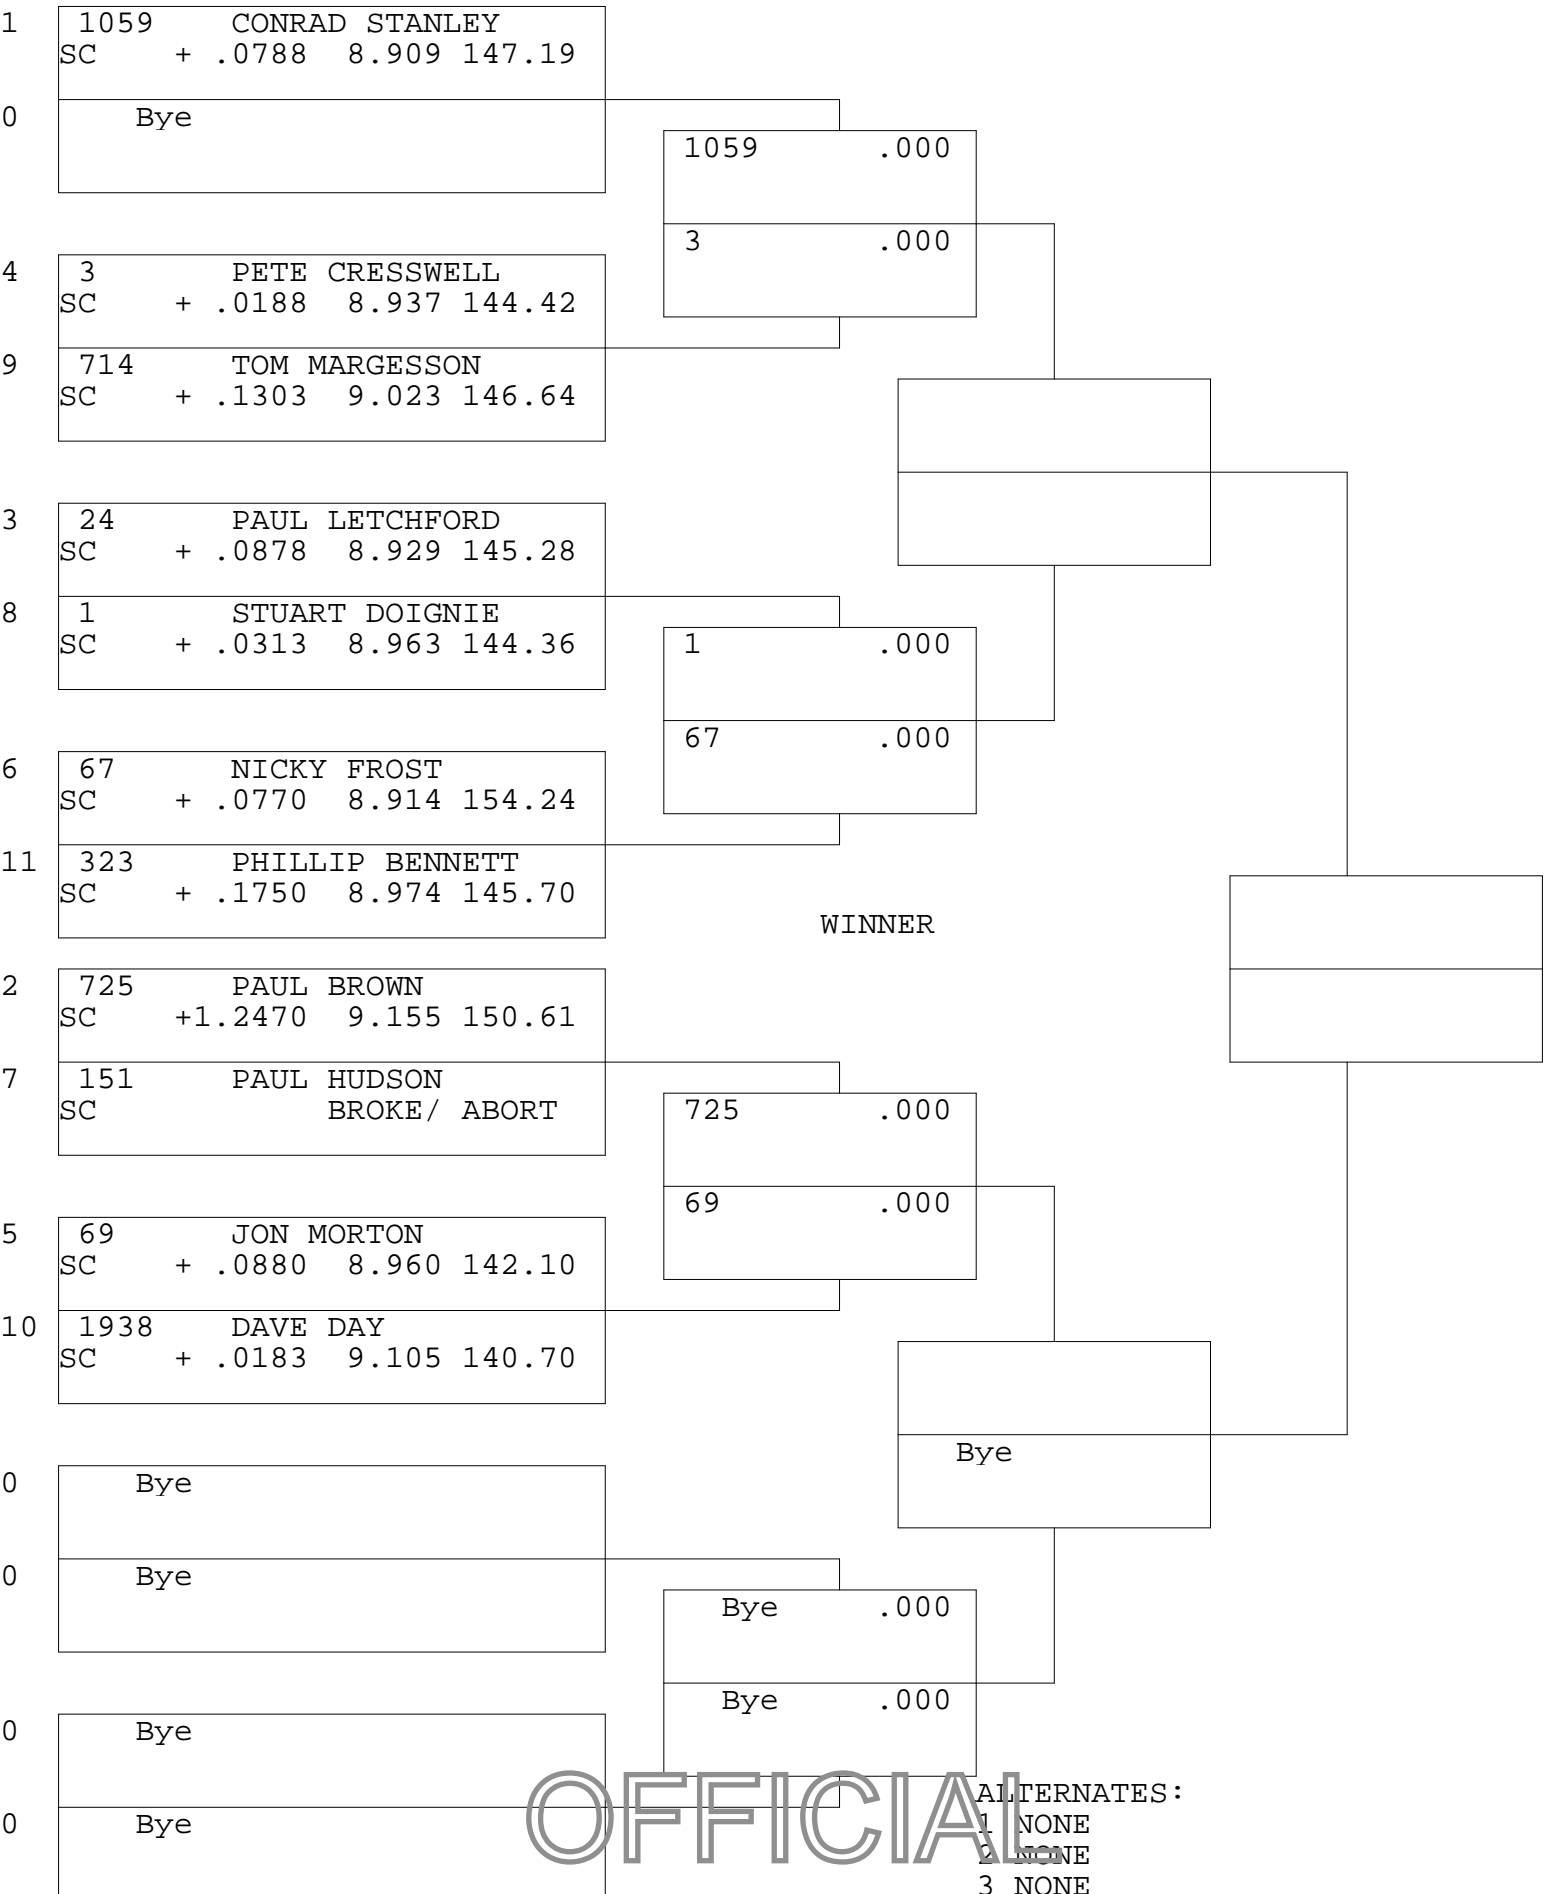 1 1059 CONRAD STANLEY
SC + .0788 8.909 147.19
0 Bye
1059 .000
3 .000
4 3 PETE CRESSWELL
SC + .0188 8.937 144.42
9 714 TOM MARGESSON
SC + .1303 9.023 146.64
3 24 PAUL LETCHFORD
SC + .0878 8.929 145.28
8 1 STUART DOIGNIE
SC + .0313 8.963 144.36
1 .000
67 .000
6 67 NICKY FROST
SC + .0770 8.914 154.24
11 323 PHILLIP BENNETT
SC + .1750 8.974 145.70
WINNER
2 725 PAUL BROWN
SC +1.2470 9.155 150.61
7 151 PAUL HUDSON
SC BROKE/ ABORT
725 .000
69 .000
5 69 JON MORTON
SC + .0880 8.960 142.10
10 1938 DAVE DAY
SC + .0183 9.105 140.70
Bye
0 Bye
0 Bye
Bye .000
Bye .000
0 Bye
0 Bye
OFFICIAL
ALTERNATES:
1 NONE
2 NONE
3 NONE